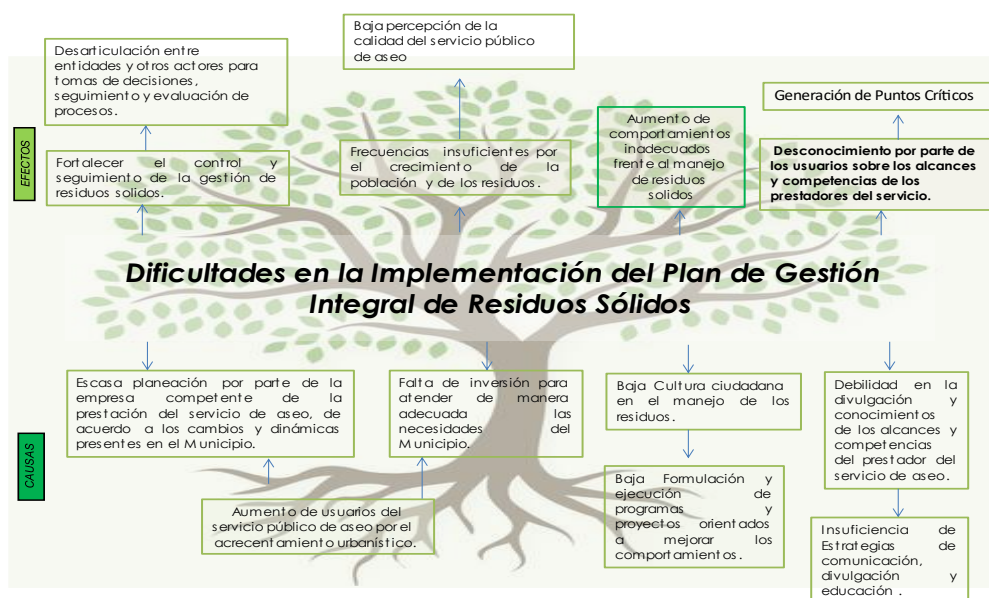 Desarticulación entre
entidades y otros actores para
tomas de decisiones,
seguimiento y evaluación de
procesos.
Baja percepción de la
calidad del servicio público
de aseo
Generación de Puntos Críticos
EFECTOS
Fortalecer el control y
seguimiento de la gestión de
residuos solidos.
Frecuencias insuficientes por
el crecimiento de la
población y de los residuos.
Aumento de
comportamientos
inadecuados
frente al manejo
de residuos
solidos
Desconocimiento por parte de
los usuarios sobre los alcances
y competencias de los
prestadores del servicio.
Dificultades en la Implementación del Plan de Gestión
Integral de Residuos Sólidos
CAUSAS
Escasa planeación por parte de la
empresa competente de la
prestación del servicio de aseo, de
acuerdo a los cambios y dinámicas
presentes en el Municipio.
Falta de inversión para
atender de manera
adecuada las
necesidades del
Municipio.
Baja Cultura ciudadana
en el manejo de los
residuos.
Debilidad en la
divulgación y
conocimientos
de los alcances y
competencias
del prestador del
servicio de aseo.
Aumento de usuarios del
servicio público de aseo por el
acrecentamiento urbanístico.
Baja Formulación y
ejecución de
programas y
proyectos orientados
a mejorar los
comportamientos.
Insuficiencia de
Estrategias de
comunicación,
divulgación y
educación .